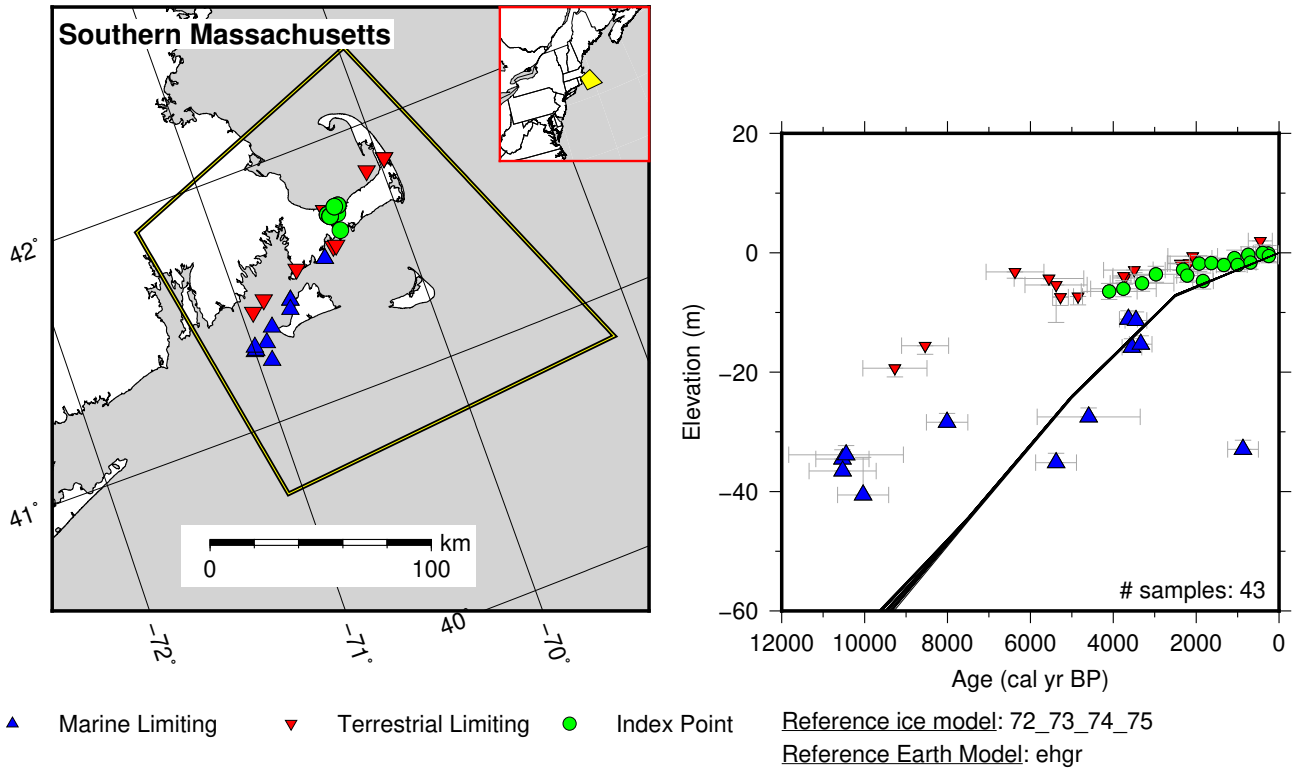 Southern Massachusetts
42°
41°
40°
−72°
−71°
−70°
km
0 100
20
0
−20
−40
−60
Elevation (m)
# samples: 43
12000 10000 8000 6000 4000 2000 0
Age (cal yr BP)
Marine Limiting Terrestrial Limiting Index Point
Reference ice model: 72_73_74_75
Reference Earth Model: ehgr